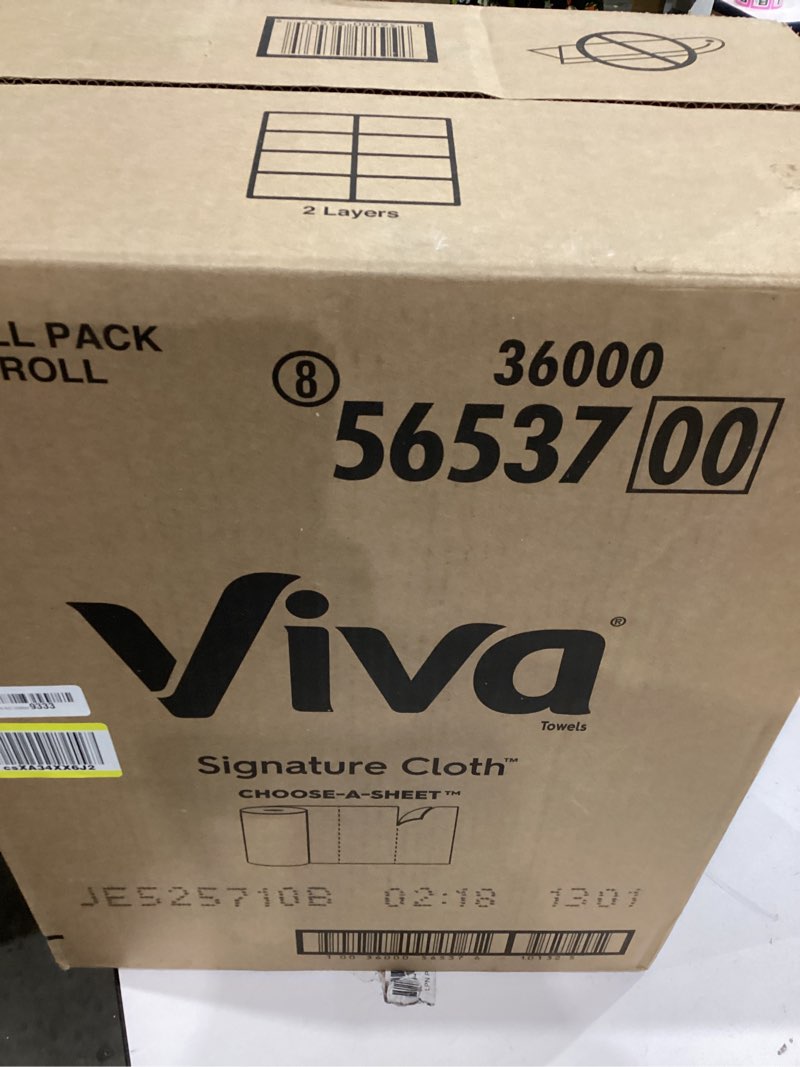 2 Layers
LL PACK
ROLL
8
36000
56537 00
Viva®
Towels
Signature Cloth™
CHOOSE-A-SHEET™
9333
JE525710B 02:18 1301